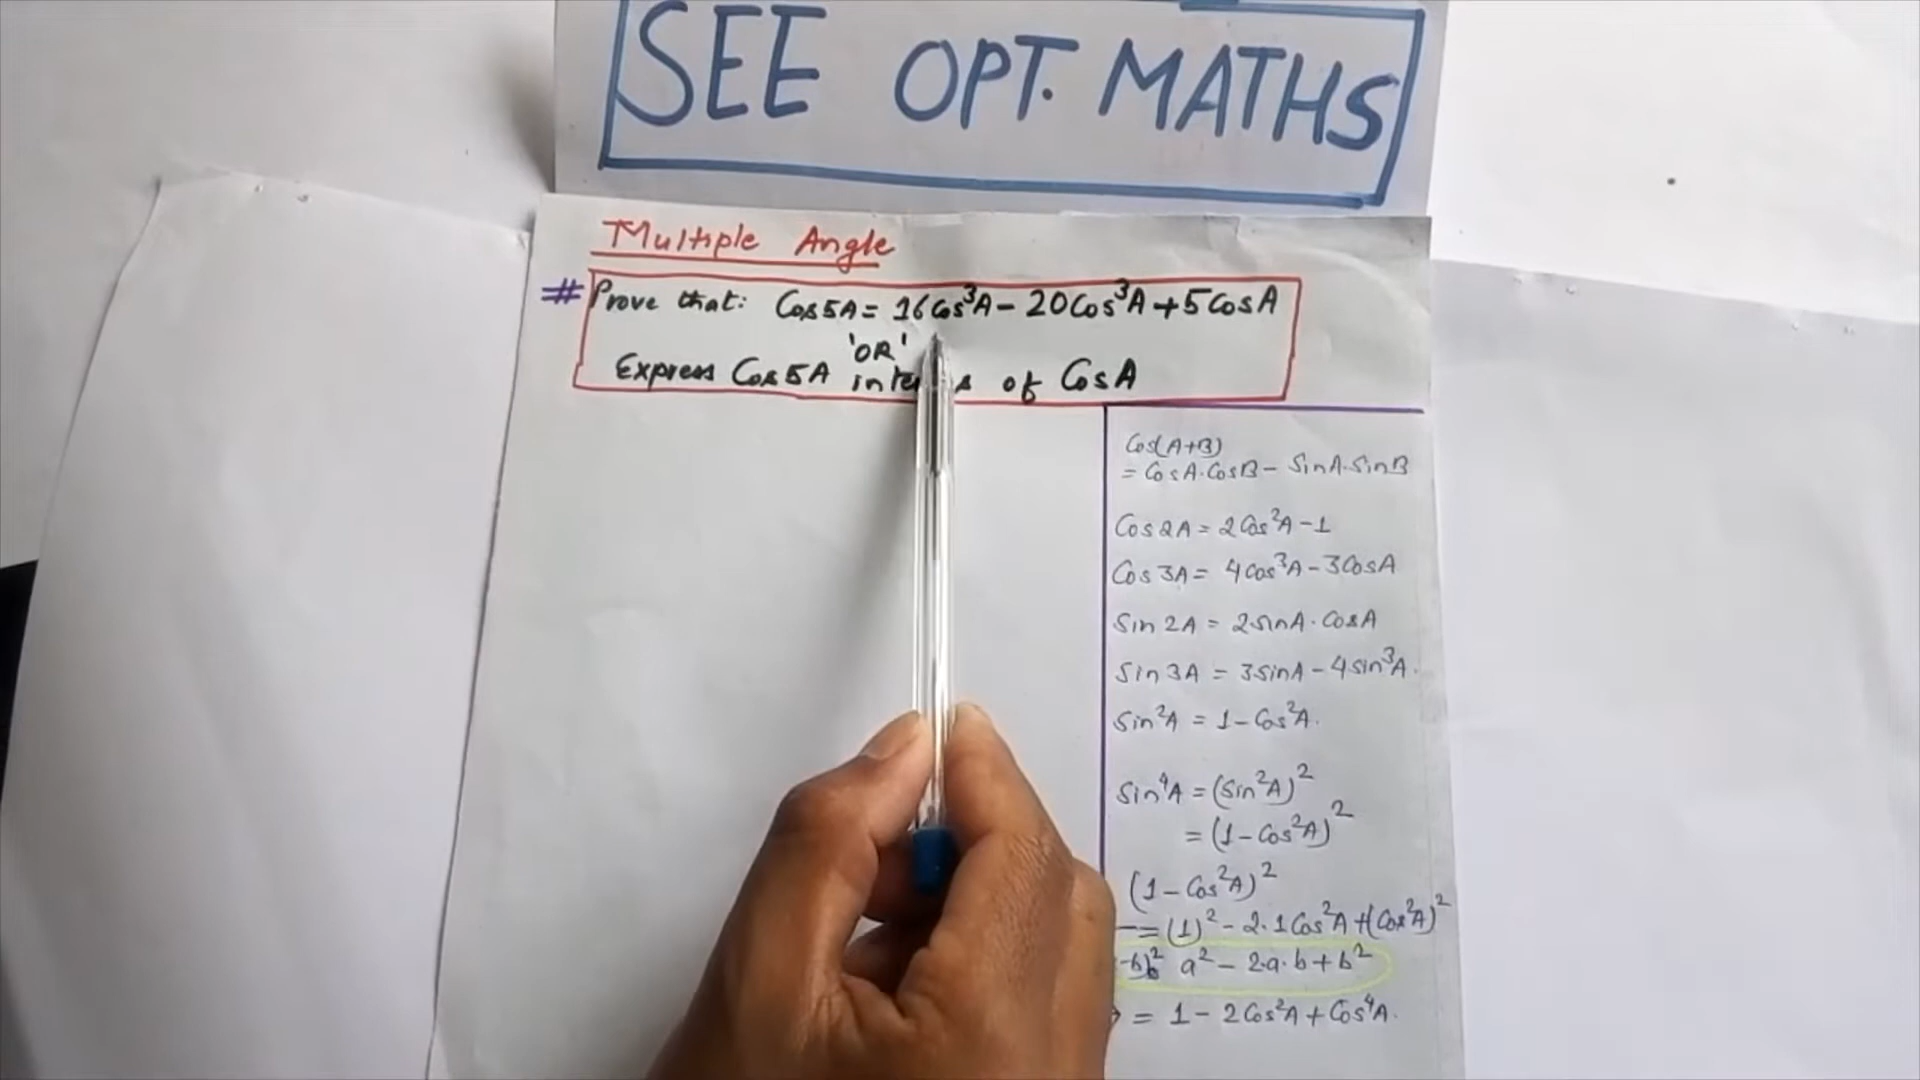 SEE OPT. MATHS
Multiple Angle
# Prove that: Cos5A = 16Cos³A - 20Cos³A + 5CosA
'OR'
Express Cos5A in of CosA
Cos(A+B)
= CosA·CosB - SinA·SinB
Cos2A = 2Cos²A - 1
Cos3A = 4Cos³A - 3CosA
Sin2A = 2SinA·CosA
Sin3A = 3SinA - 4Sin³A.
Sin²A = 1 - Cos²A.
Sin⁴A = (Sin²A)²
= (1 - Cos²A)²
(1 - Cos²A)²
= (1)² - 2·1Cos²A + (Cos²A)²
a² - 2·a·b + b²
= 1 - 2Cos²A + Cos⁴A.